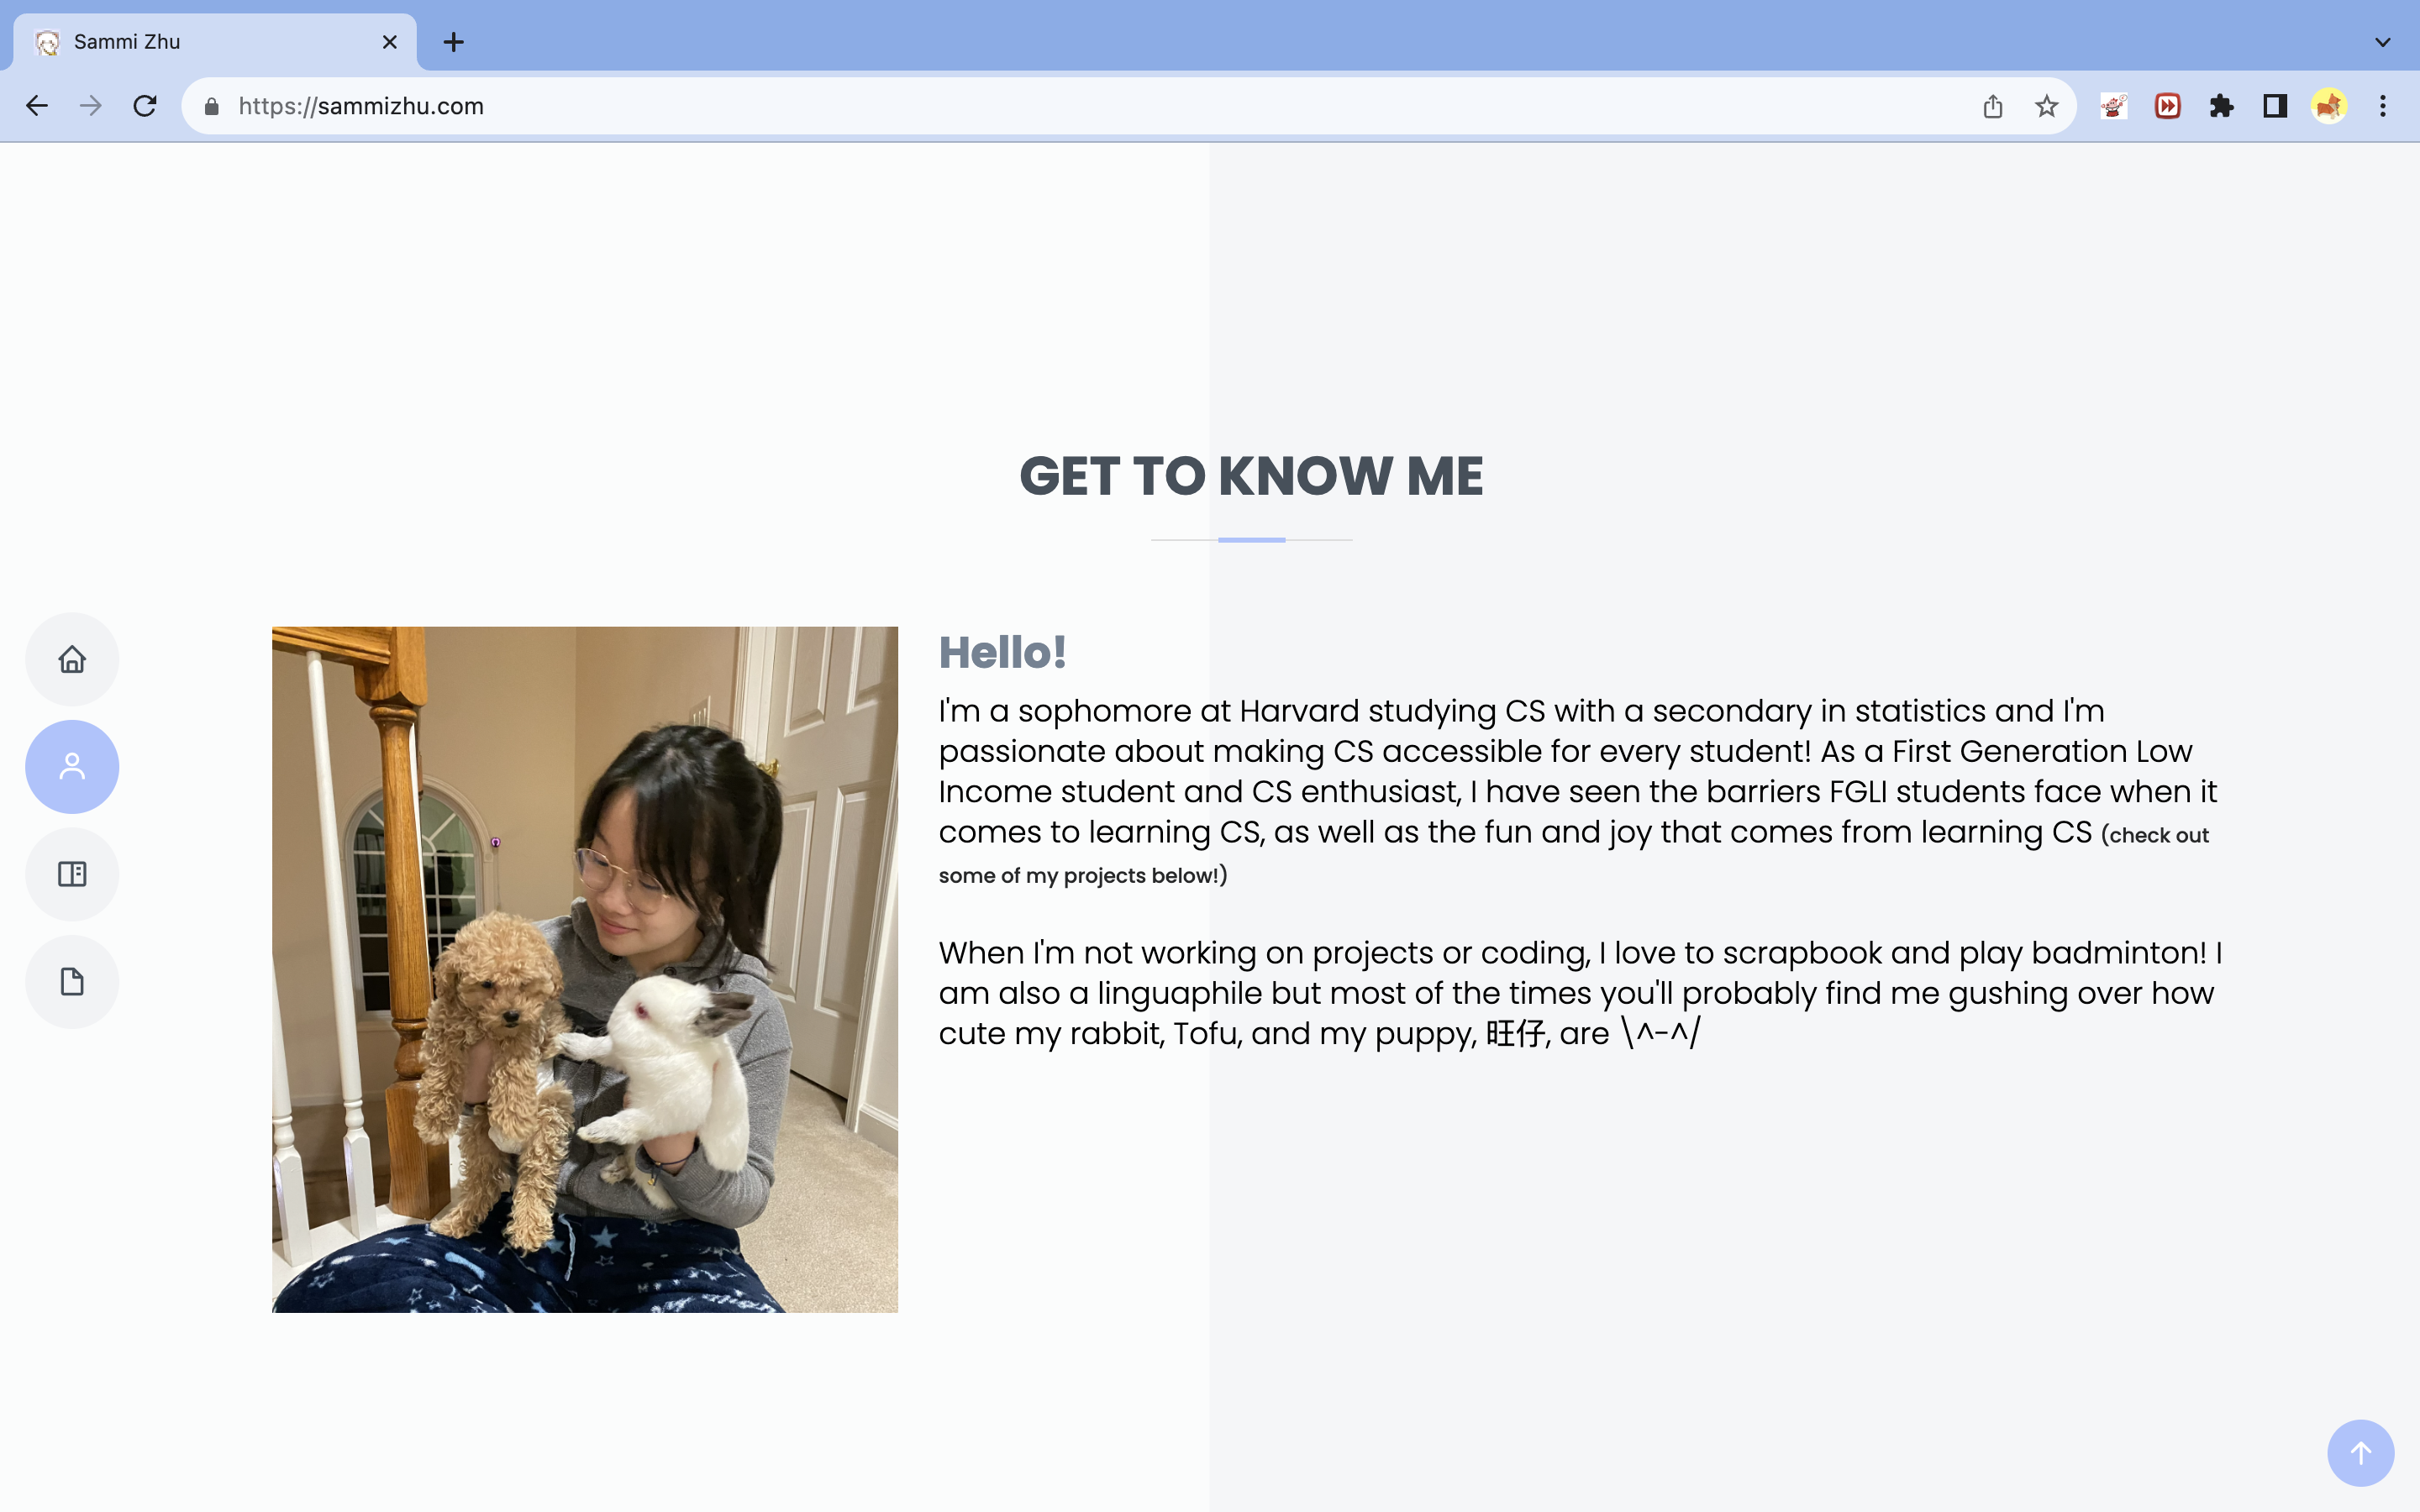 Sammi Zhu
https://sammizhu.com
GET TO KNOW ME
Hello!
I'm a sophomore at Harvard studying CS with a secondary in statistics and I'm
passionate about making CS accessible for every student! As a First Generation Low
Income student and CS enthusiast, I have seen the barriers FGLI students face when it
comes to learning CS, as well as the fun and joy that comes from learning CS (check out
some of my projects below!)
When I'm not working on projects or coding, I love to scrapbook and play badminton! I
am also a linguaphile but most of the times you'll probably find me gushing over how
cute my rabbit, Tofu, and my puppy, 旺仔, are \^-^/